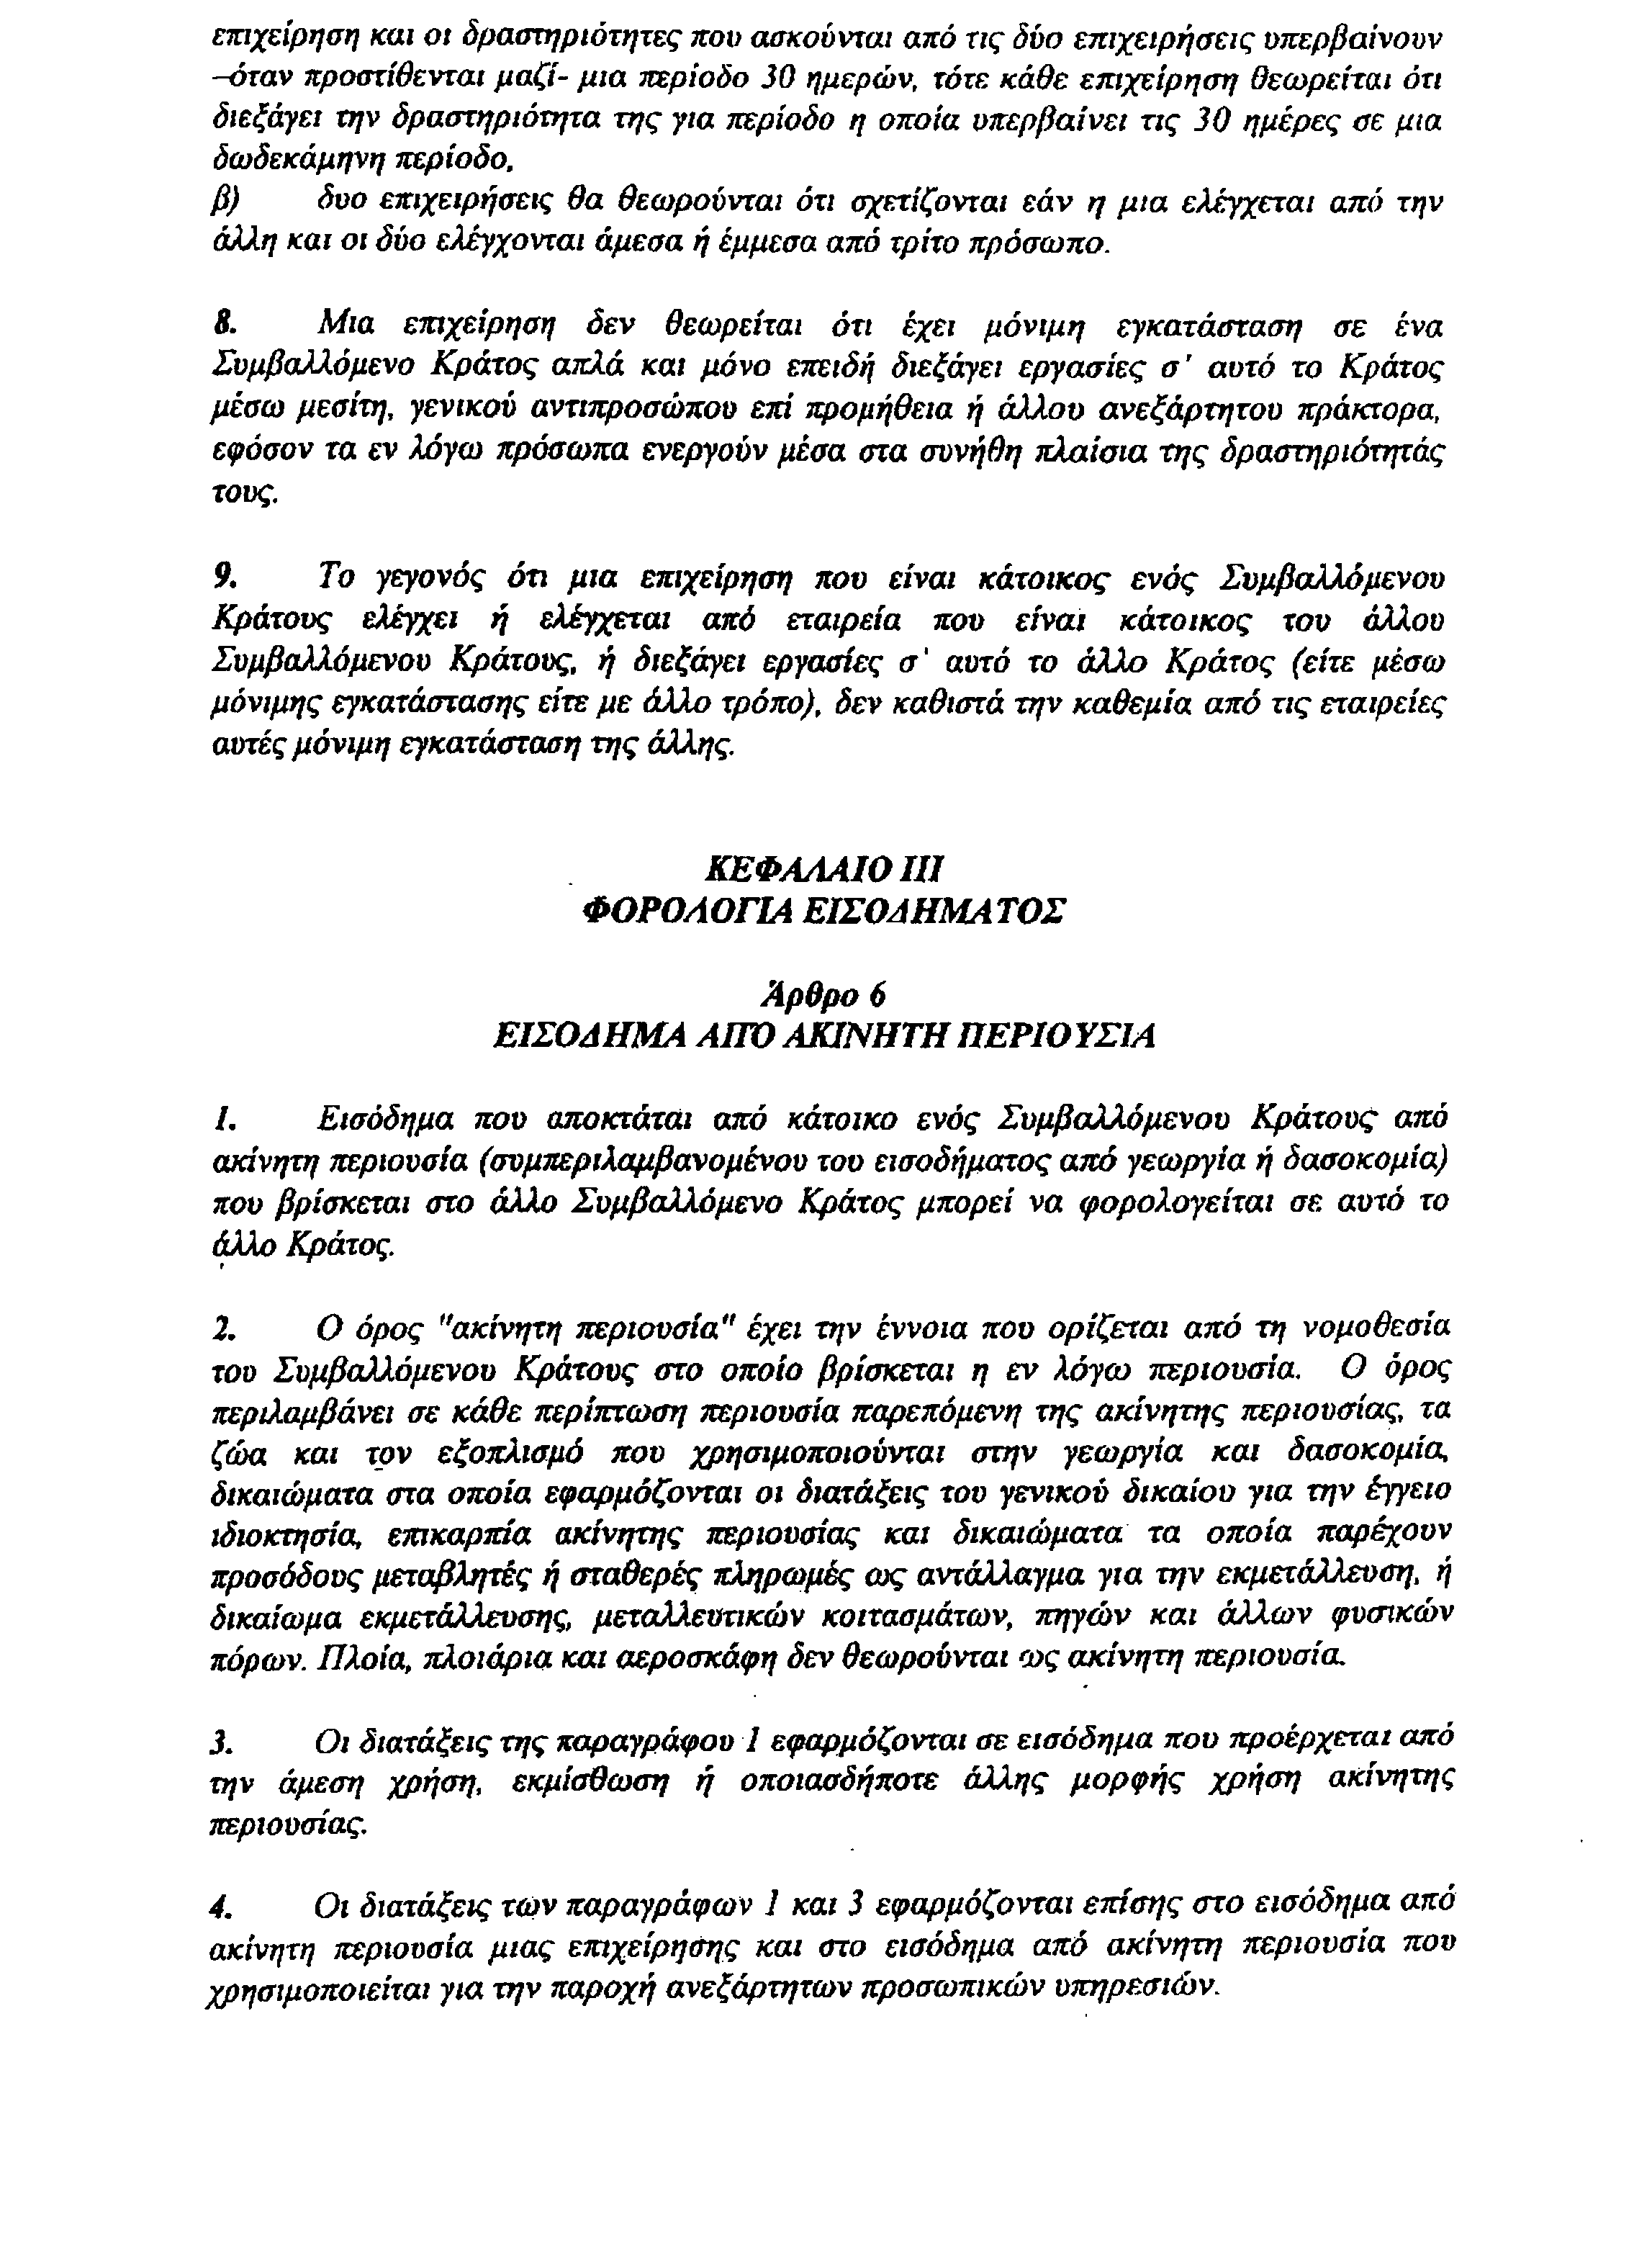 επιχείρηση και οι δραστηριότητες που ασκούνται από τις δύο επιχειρήσεις υπερβαίνουν
–όταν προστίθενται μαζί- μια περίοδο 30 ημερών, τότε κάθε επιχείρηση θεωρείται ότι
διεξάγει την δραστηριότητα της για περίοδο η οποία υπερβαίνει τις 30 ημέρες σε μια
δωδεκάμηνη περίοδο,
β) δυο επιχειρήσεις θα θεωρούνται ότι σχετίζονται εάν η μια ελέγχεται από την
άλλη και οι δύο ελέγχονται άμεσα ή έμμεσα από τρίτο πρόσωπο.
8. Μια επιχείρηση δεν θεωρείται ότι έχει μόνιμη εγκατάσταση σε ένα
Συμβαλλόμενο Κράτος απλά και μόνο επειδή διεξάγει εργασίες σ' αυτό το Κράτος
μέσω μεσίτη, γενικού αντιπροσώπου επί προμήθεια ή άλλου ανεξάρτητου πράκτορα,
εφόσον τα εν λόγω πρόσωπα ενεργούν μέσα στα συνήθη πλαίσια της δραστηριότητάς
τους.
9. Το γεγονός ότι μια επιχείρηση που είναι κάτοικος ενός Συμβαλλόμενου
Κράτους ελέγχει ή ελέγχεται από εταιρεία που είναι κάτοικος του άλλου
Συμβαλλόμενου Κράτους, ή διεξάγει εργασίες σ' αυτό το άλλο Κράτος (είτε μέσω
μόνιμης εγκατάστασης είτε με άλλο τρόπο), δεν καθιστά την καθεμία από τις εταιρείες
αυτές μόνιμη εγκατάσταση της άλλης.
ΚΕΦΑΛΑΙΟ ΙΙΙ
ΦΟΡΟΛΟΓΙΑ ΕΙΣΟΔΗΜΑΤΟΣ
Άρθρο 6
ΕΙΣΟΔΗΜΑ ΑΠΟ ΑΚΙΝΗΤΗ ΠΕΡΙΟΥΣΙΑ
1. Εισόδημα που αποκτάται από κάτοικο ενός Συμβαλλόμενου Κράτους από
ακίνητη περιουσία (συμπεριλαμβανομένου του εισοδήματος από γεωργία ή δασοκομία)
που βρίσκεται στο άλλο Συμβαλλόμενο Κράτος μπορεί να φορολογείται σε αυτό το
άλλο Κράτος.
2. Ο όρος "ακίνητη περιουσία" έχει την έννοια που ορίζεται από τη νομοθεσία
του Συμβαλλόμενου Κράτους στο οποίο βρίσκεται η εν λόγω περιουσία. Ο όρος
περιλαμβάνει σε κάθε περίπτωση περιουσία παρεπόμενη της ακίνητης περιουσίας, τα
ζώα και τον εξοπλισμό που χρησιμοποιούνται στην γεωργία και δασοκομία,
δικαιώματα στα οποία εφαρμόζονται οι διατάξεις του γενικού δικαίου για την έγγειο
ιδιοκτησία, επικαρπία ακίνητης περιουσίας και δικαιώματα τα οποία παρέχουν
προσόδους μεταβλητές ή σταθερές πληρωμές ως αντάλλαγμα για την εκμετάλλευση, ή
δικαίωμα εκμετάλλευσης, μεταλλευτικών κοιτασμάτων, πηγών και άλλων φυσικών
πόρων. Πλοία, πλοιάρια και αεροσκάφη δεν θεωρούνται ως ακίνητη περιουσία.
3. Οι διατάξεις της παραγράφου 1 εφαρμόζονται σε εισόδημα που προέρχεται από
την άμεση χρήση, εκμίσθωση ή οποιασδήποτε άλλης μορφής χρήση ακίνητης
περιουσίας.
4. Οι διατάξεις των παραγράφων 1 και 3 εφαρμόζονται επίσης στο εισόδημα από
ακίνητη περιουσία μιας επιχείρησης και στο εισόδημα από ακίνητη περιουσία που
χρησιμοποιείται για την παροχή ανεξάρτητων προσωπικών υπηρεσιών.